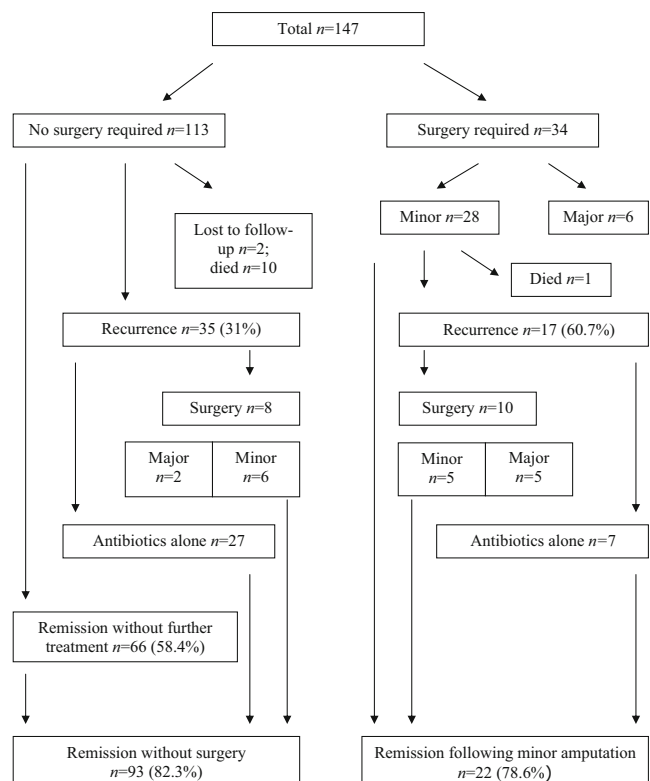 Total n=147
No surgery required n=113
Surgery required n=34
Lost to follow-
up n=2;
died n=10
Minor n=28
Major n=6
Died n=1
Recurrence n=35 (31%)
Recurrence n=17 (60.7%)
Surgery n=8
Surgery n=10
Major
n=2
Minor
n=6
Minor
n=5
Major
n=5
Antibiotics alone n=27
Antibiotics alone n=7
Remission without further
treatment n=66 (58.4%)
Remission without surgery
n=93 (82.3%)
Remission following minor amputation
n=22 (78.6%)